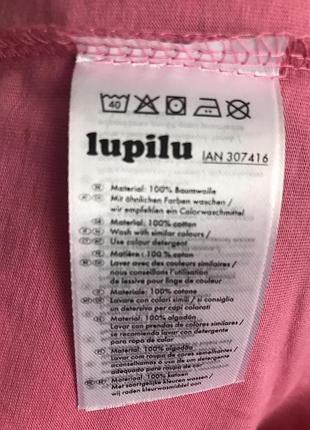 40
lupilu IAN 307416
Material: 100% Baumwolle
Mit ähnlichen Farben waschen /
wir empfehlen ein Colorwaschmittel
Material: 100% cotton
Wash with similar colours /
Use colour detergent
Matière: 100% coton
Laver avec des couleurs similaires /
nous conseillons l'utilisation
de lessive pour linge de couleur
Materiale: 100% cotone
Lavare con colori simili / si consiglia
un detersivo per capi colorati
Material: 100% algodón
Lavar con prendas de colores similares /
se recomienda lavar con detergente
para ropa de color
Material: 100% algodão
Lavar com roupa de cores semelhantes /
aconselhamos o uso de um detergente
adequado para roupa de cor
Materiaal: 100% katoen
Met soortgelijke kleuren wassen /
wij raden kleurwasmiddel aan